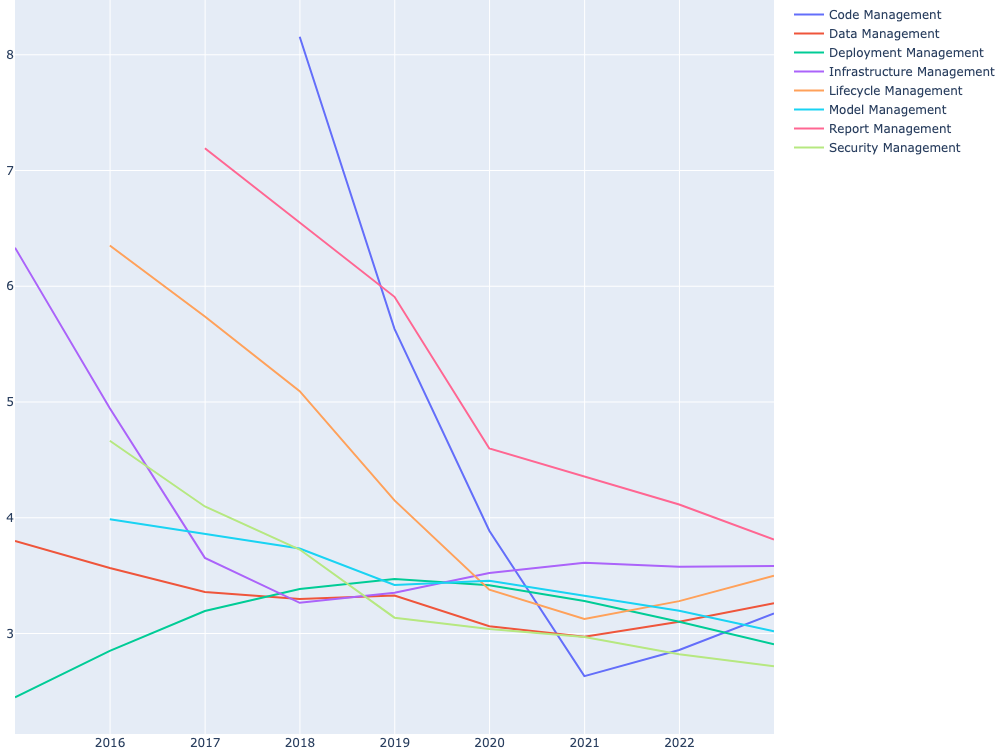 8
7
6
5
4
3
2016 2017 2018 2019 2020 2021 2022
Code Management
Data Management
Deployment Management
Infrastructure Management
Lifecycle Management
Model Management
Report Management
Security Management